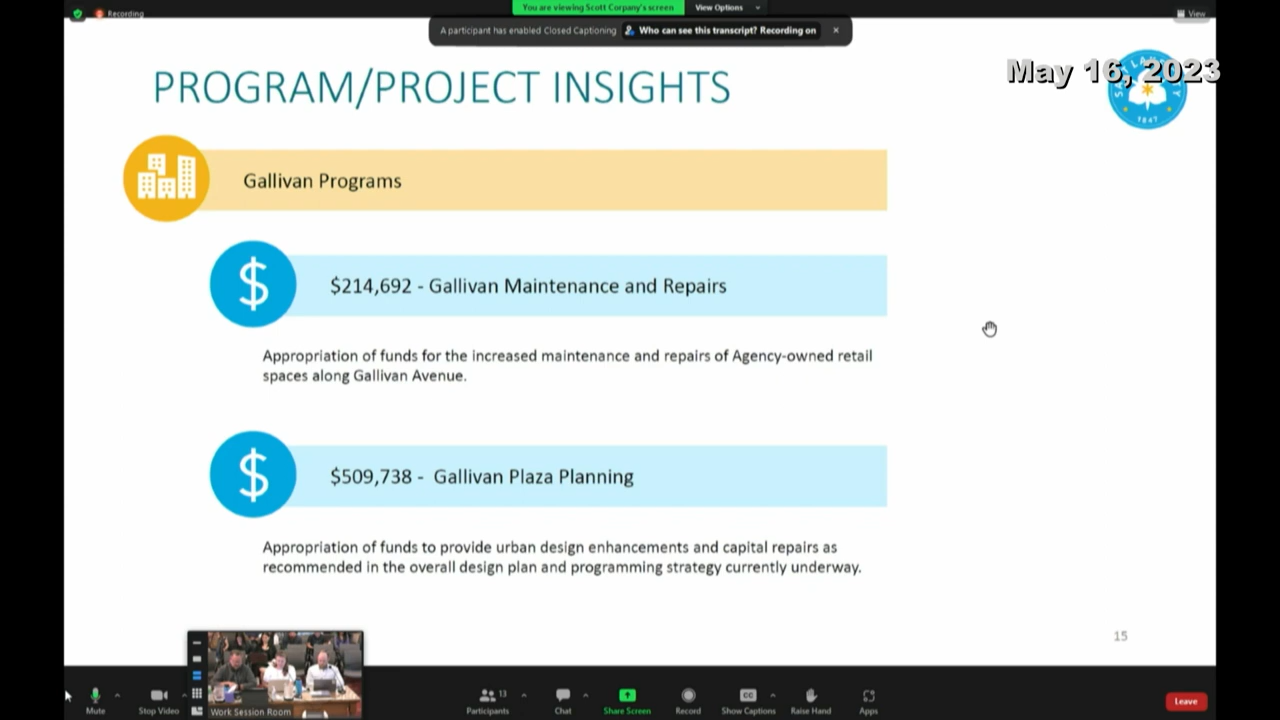 Recording
You are viewing Scott Corpany's screen
View Options
View
A participant has enabled Closed Captioning
Who can see this transcript? Recording on
May 16, 2023
PROGRAM/PROJECT INSIGHTS
1847
Gallivan Programs
$
$214,692 - Gallivan Maintenance and Repairs
Appropriation of funds for the increased maintenance and repairs of Agency-owned retail
spaces along Gallivan Avenue.
$
$509,738 - Gallivan Plaza Planning
Appropriation of funds to provide urban design enhancements and capital repairs as
recommended in the overall design plan and programming strategy currently underway.
15
Work Session Room
Mute
Stop Video
13
Participants
Chat
Share Screen
Record
CC
Show Captions
Raise Hand
Apps
Leave